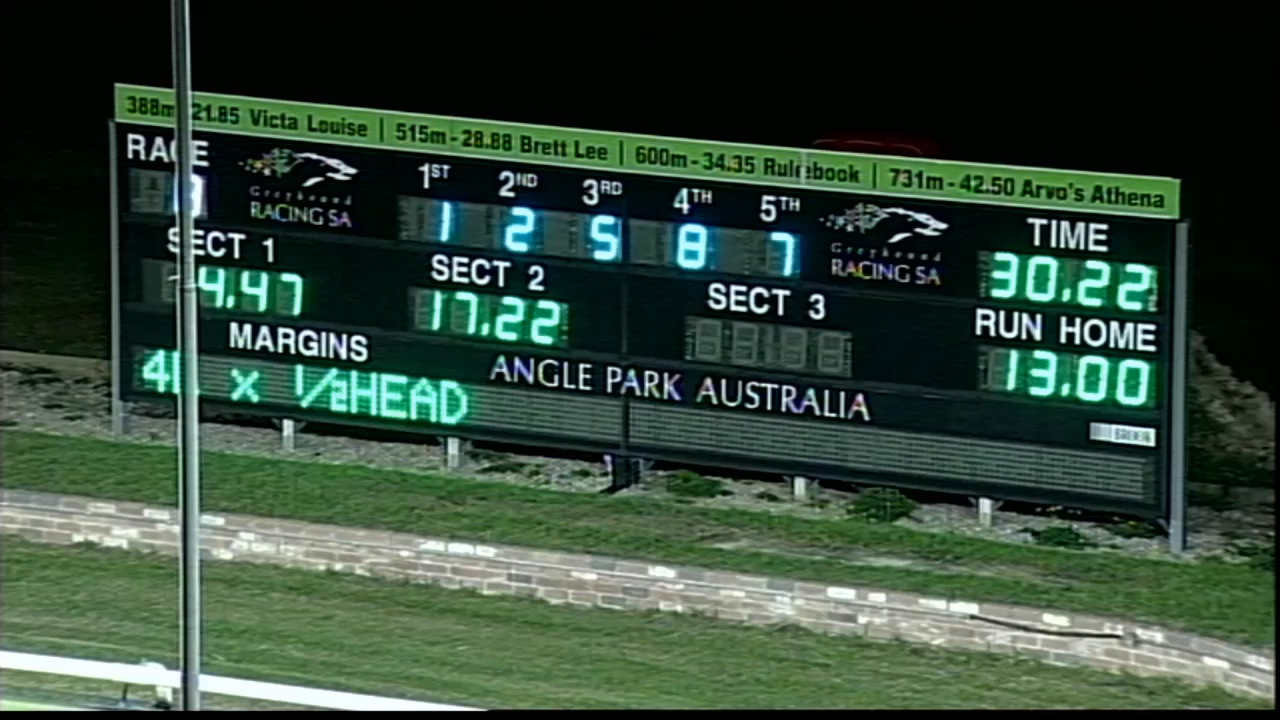 388m 21.85 Victa Louise | 515m - 28.88 Brett Lee | 600m - 34.35 Rulebook | 731m - 42.50 Arvo's Athena
RACE
Greyhound
RACING SA
1ST 2ND 3RD 4TH 5TH
1 2 5 8 7
Greyhound
RACING SA
TIME
30.22
SECT 1
4.47
SECT 2
17.22
SECT 3
RUN HOME
13.00
MARGINS
x 1/2HEAD
ANGLE PARK AUSTRALIA